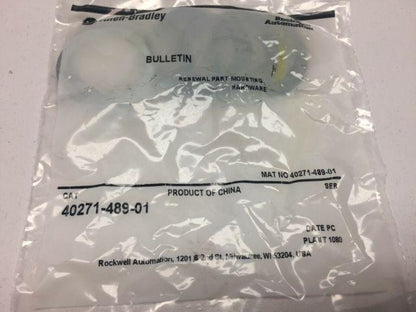 Allen-Bradley
Rockwell Automation
BULLETIN
RENEWAL PART MOUNTING
HARDWARE
MAT NO 40271-489-01
CAT
PRODUCT OF CHINA
SER
40271-489-01
DATE PC
PLANT 1080
Rockwell Automation, 1201 S 2nd St. Milwaukee, WI 53204, USA